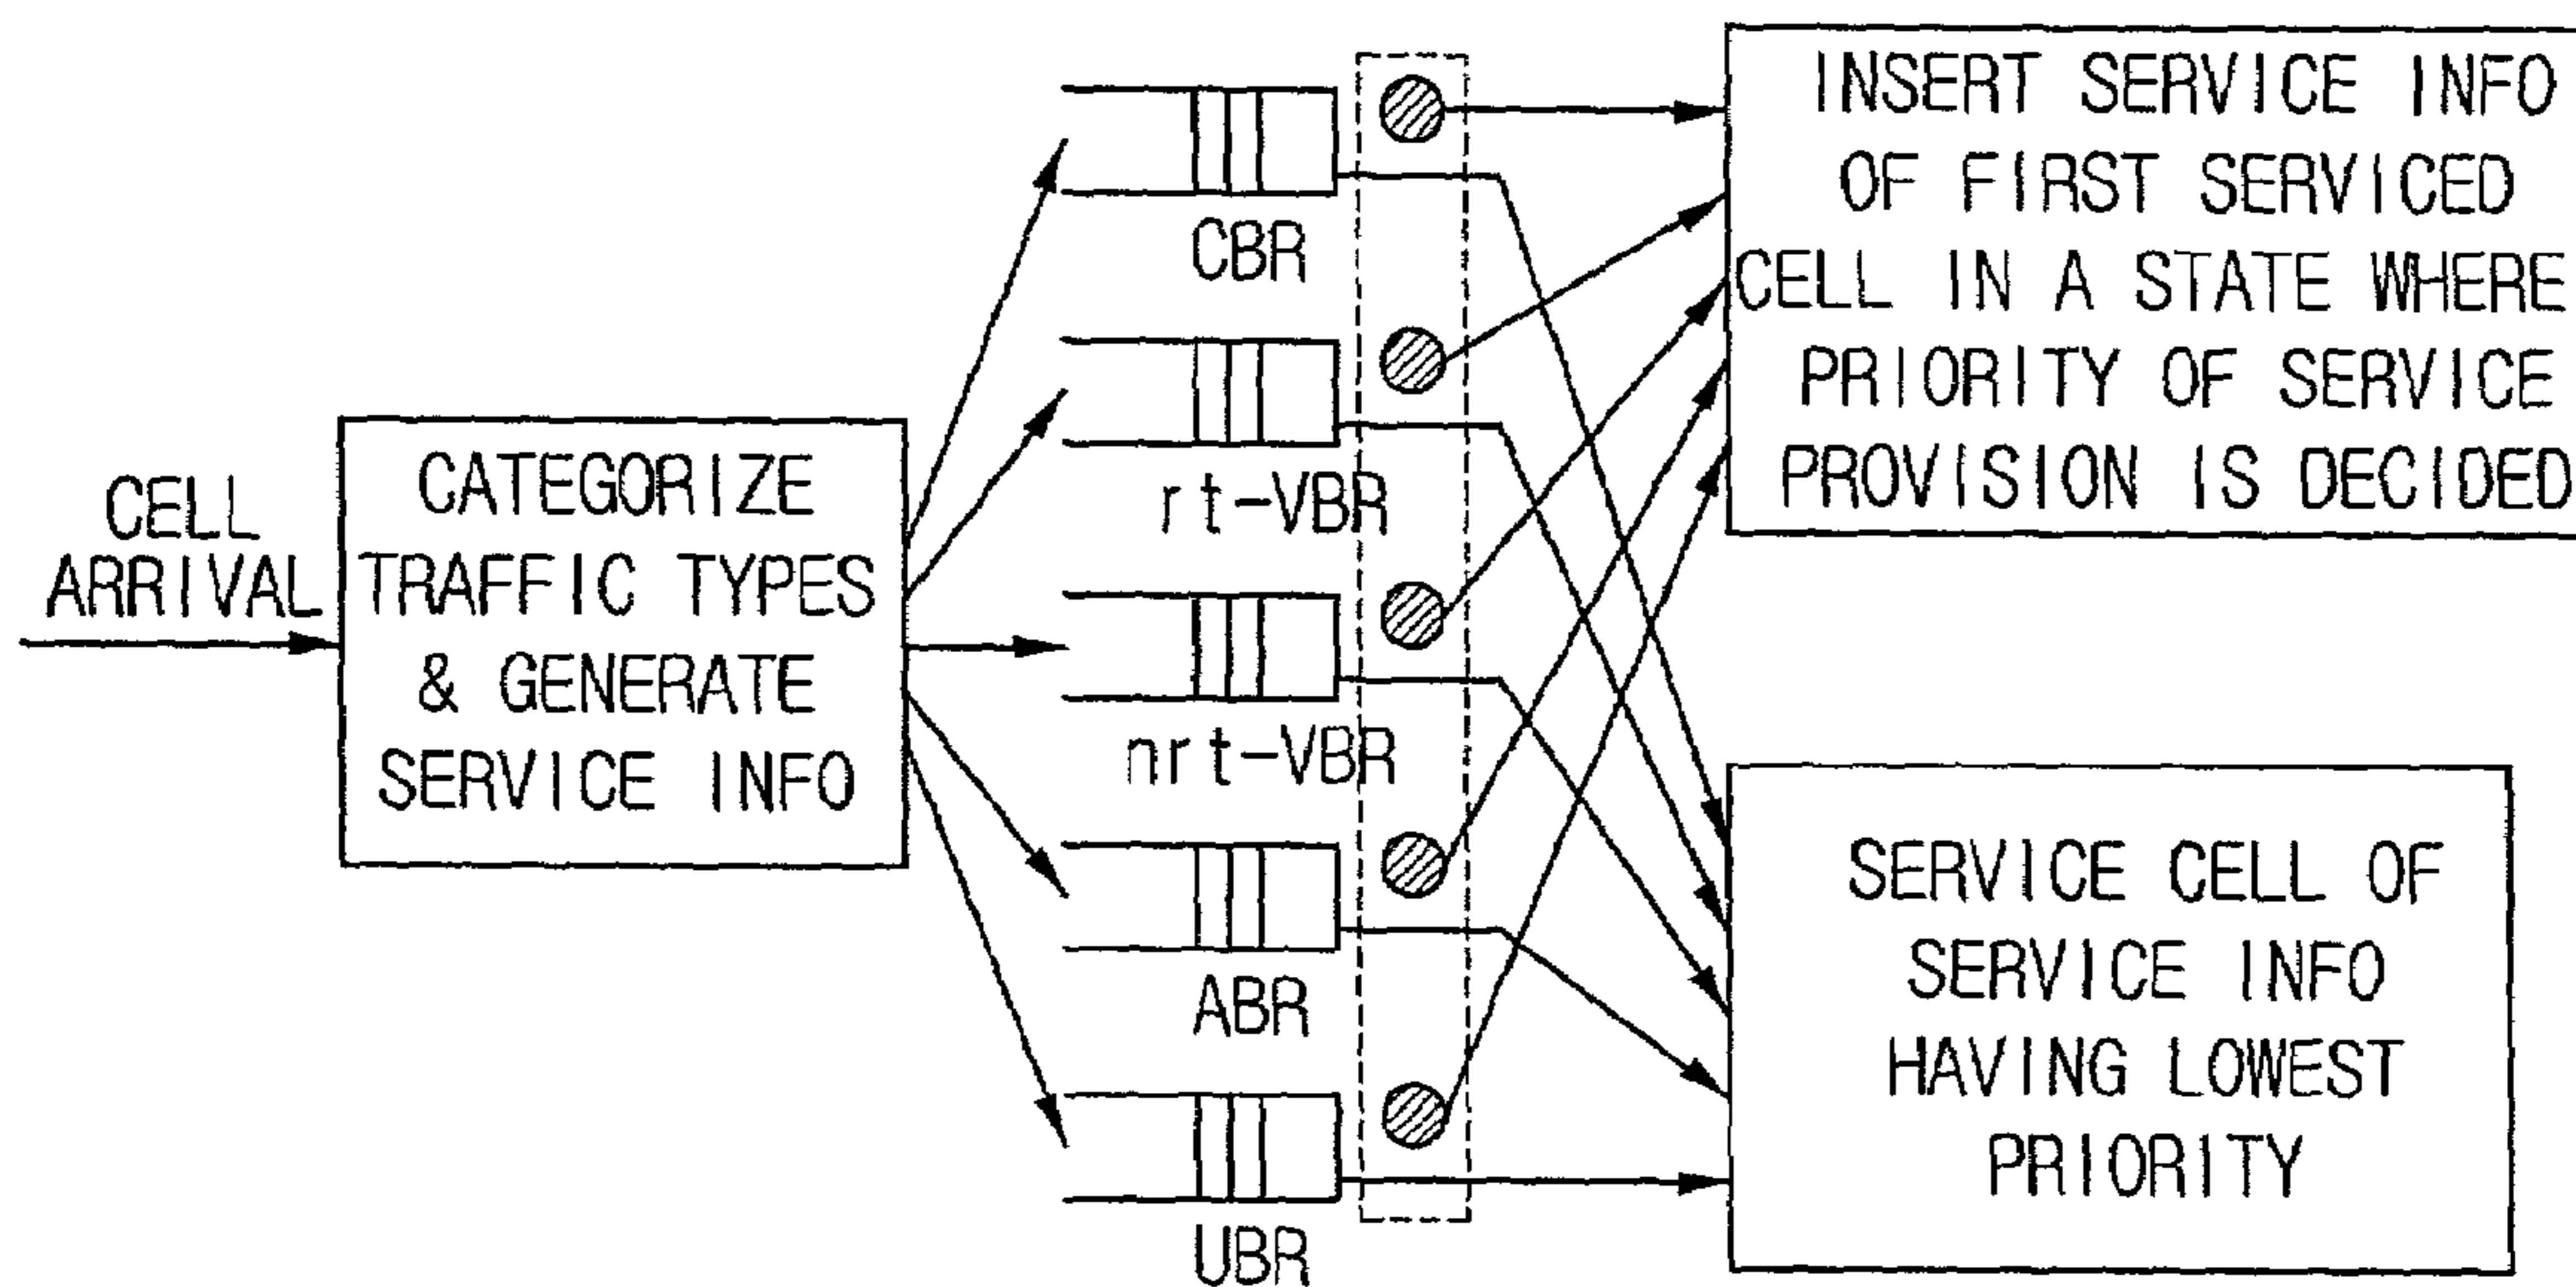 CELL
ARRIVAL
CATEGORIZE
TRAFFIC TYPES
& GENERATE
SERVICE INFO
CBR
rt-VBR
nrt-VBR
ABR
UBR
INSERT SERVICE INFO
OF FIRST SERVICED
CELL IN A STATE WHERE
PRIORITY OF SERVICE
PROVISION IS DECIDED
SERVICE CELL OF
SERVICE INFO
HAVING LOWEST
PRIORITY